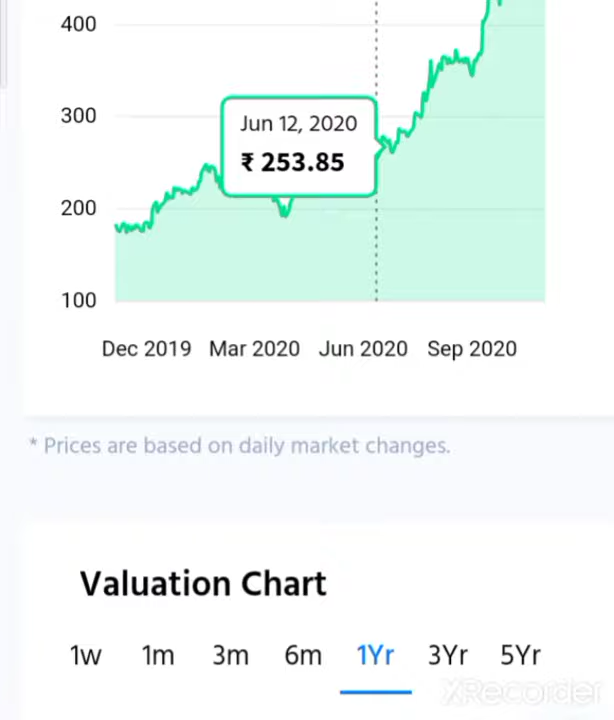 400
Jun 12, 2020
300
₹ 253.85
200
100
Dec 2019 Mar 2020 Jun 2020 Sep 2020
* Prices are based on daily market changes.
Valuation Chart
1w 1m 3m 6m 1Yr 3Yr 5Yr
XRecorder